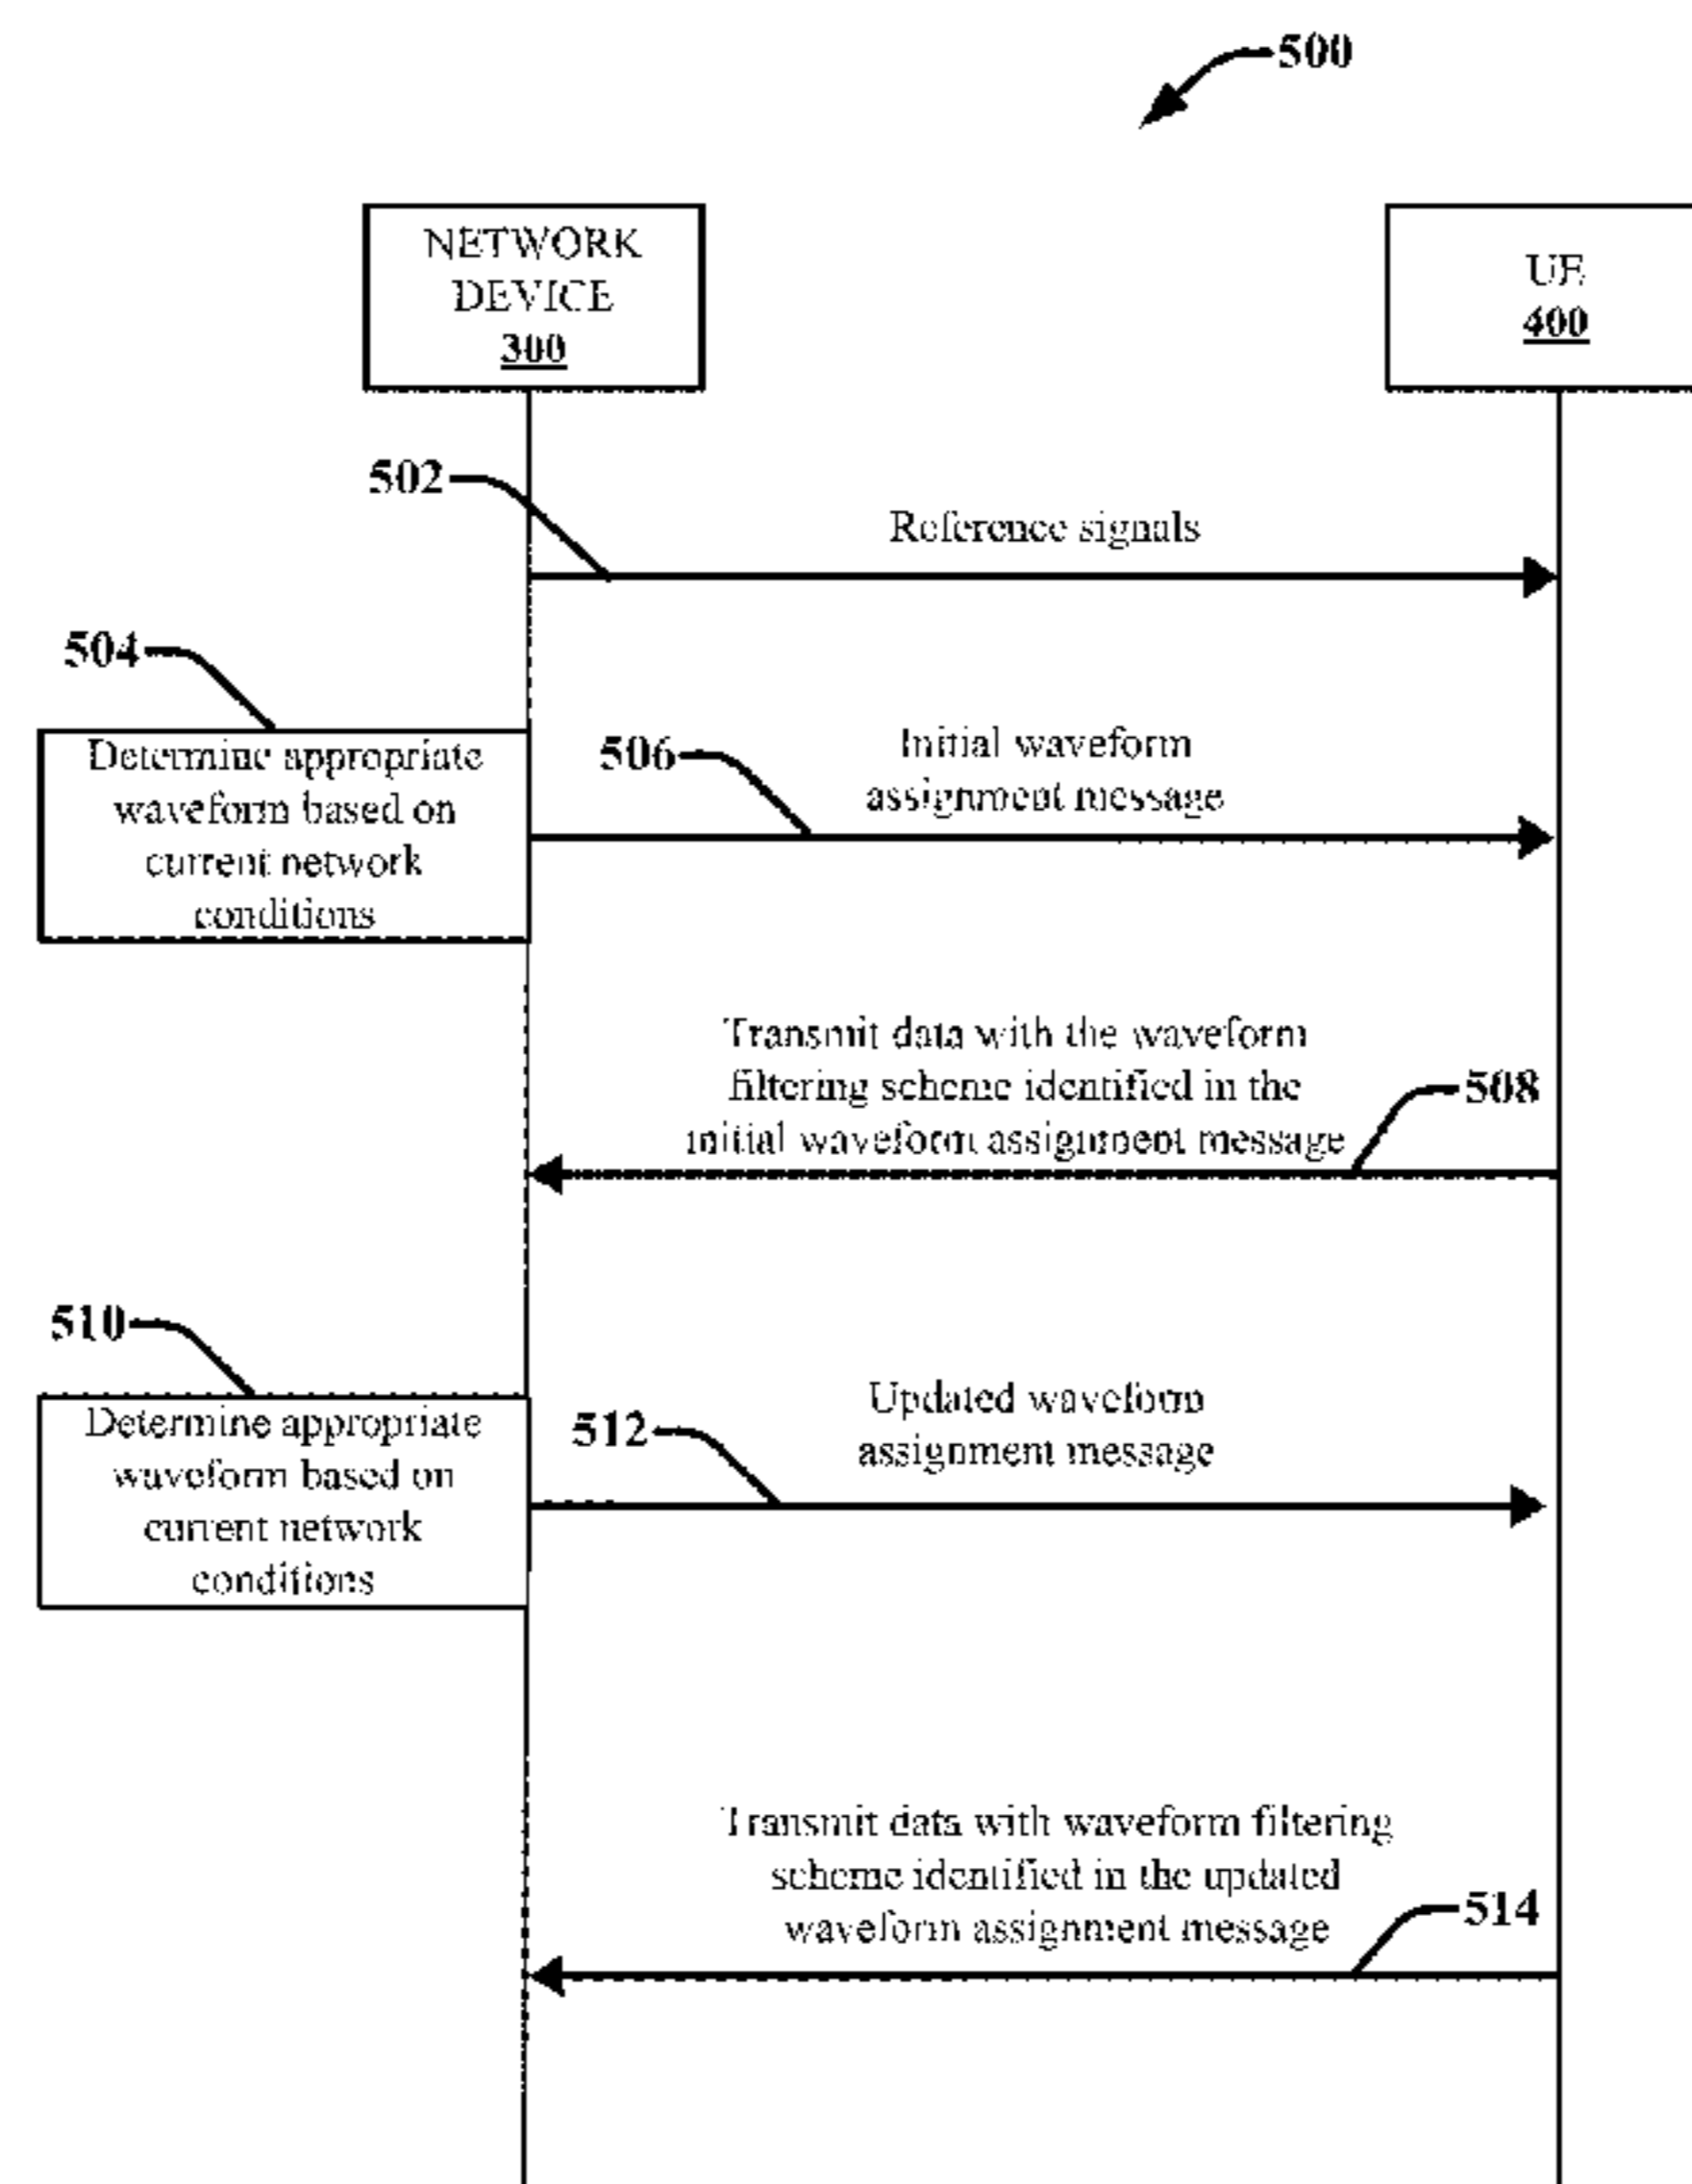 500
NETWORK
DEVICE
300
UE
400
502
Reference signals
504
Determine appropriate
waveform based on
current network
conditions
506
Initial waveform
assignment message
Transmit data with the waveform
filtering scheme identified in the
initial waveform assignment message
508
510
Determine appropriate
waveform based on
current network
conditions
512
Updated waveform
assignment message
Transmit data with waveform filtering
scheme identified in the updated
waveform assignment message
514